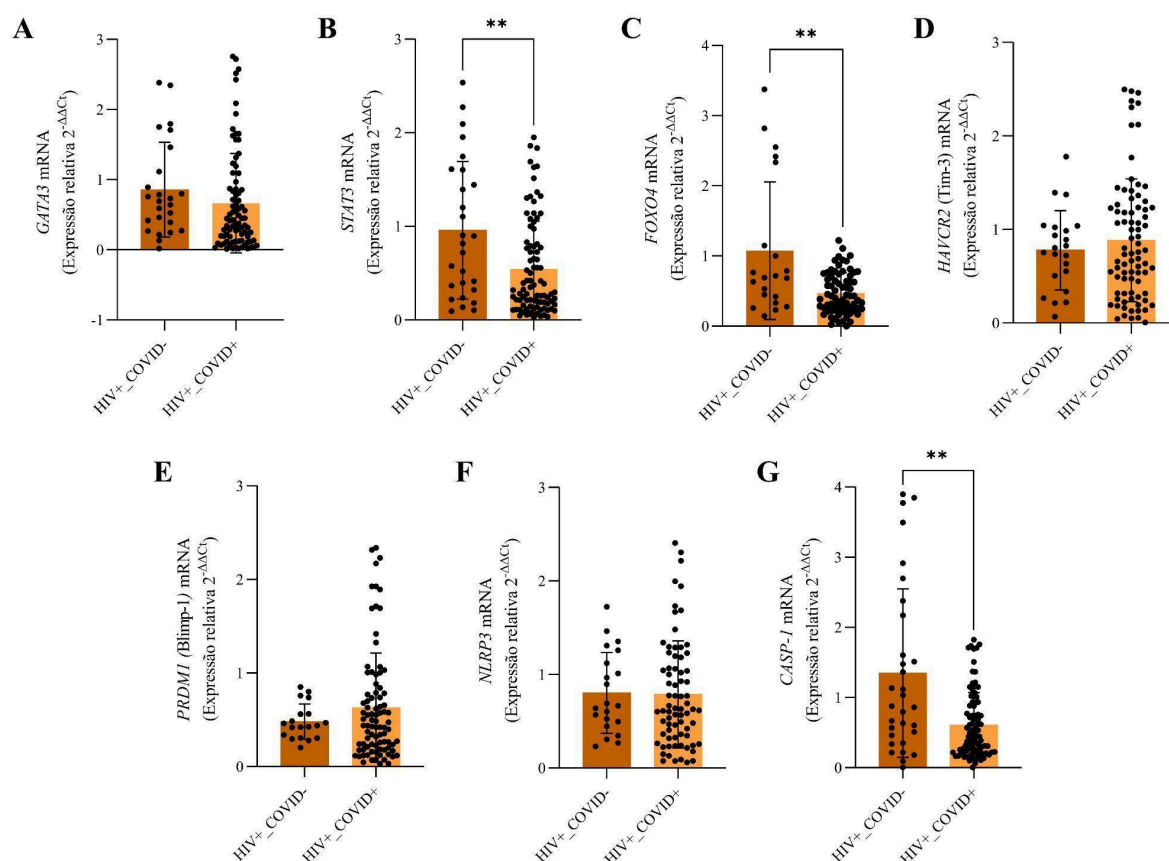 A
GATA3 mRNA
(Expressão relativa 2^-ΔΔCt)
3
2
1
0
-1
HIV+_COVID-
HIV+_COVID+
B
**
STAT3 mRNA
(Expressão relativa 2^-ΔΔCt)
3
2
1
0
HIV+_COVID-
HIV+_COVID+
C
**
FOXO4 mRNA
(Expressão relativa 2^-ΔΔCt)
4
3
2
1
0
HIV+_COVID-
HIV+_COVID+
D
HAVCR2 (Tim-3) mRNA
(Expressão relativa 2^-ΔΔCt)
3
2
1
0
HIV+_COVID-
HIV+_COVID+
E
PRDM1 (Blimp-1) mRNA
(Expressão relativa 2^-ΔΔCt)
3
2
1
0
HIV+_COVID-
HIV+_COVID+
F
NLRP3 mRNA
(Expressão relativa 2^-ΔΔCt)
3
2
1
0
HIV+_COVID-
HIV+_COVID+
G
**
CASP-1 mRNA
(Expressão relativa 2^-ΔΔCt)
4
3
2
1
0
HIV+_COVID-
HIV+_COVID+